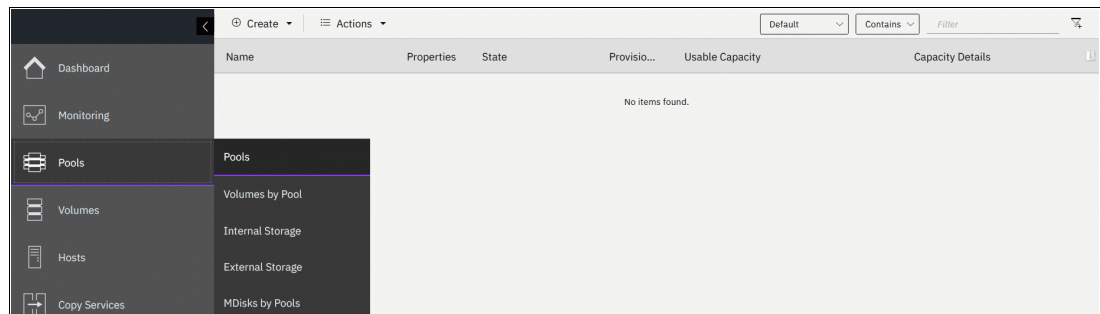 Create
Actions
Default
Contains
Filter
Name
Properties
State
Provisio...
Usable Capacity
Capacity Details
No items found.
Dashboard
Monitoring
Pools
Volumes
Hosts
Copy Services
Pools
Volumes by Pool
Internal Storage
External Storage
MDisks by Pools